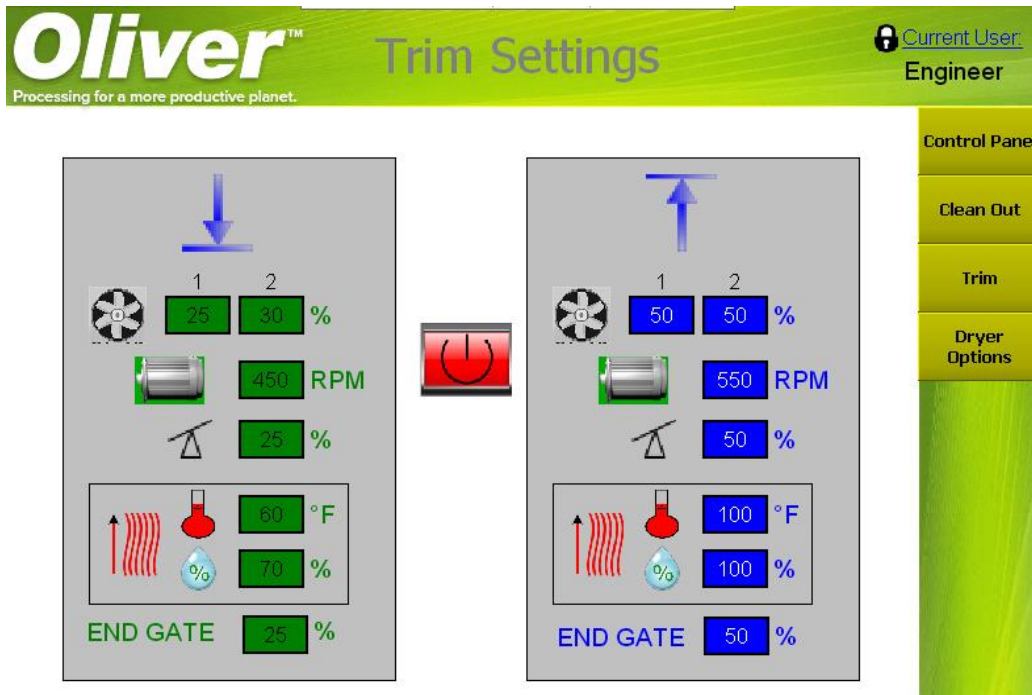 Oliver™
Processing for a more productive planet.
Trim Settings
Current User:
Engineer
Control Pane
Clean Out
Trim
Dryer
Options
1 2
25 30 %
450 RPM
25 %
60 °F
% 70 %
END GATE 25 %
1 2
50 50 %
550 RPM
50 %
100 °F
% 100 %
END GATE 50 %